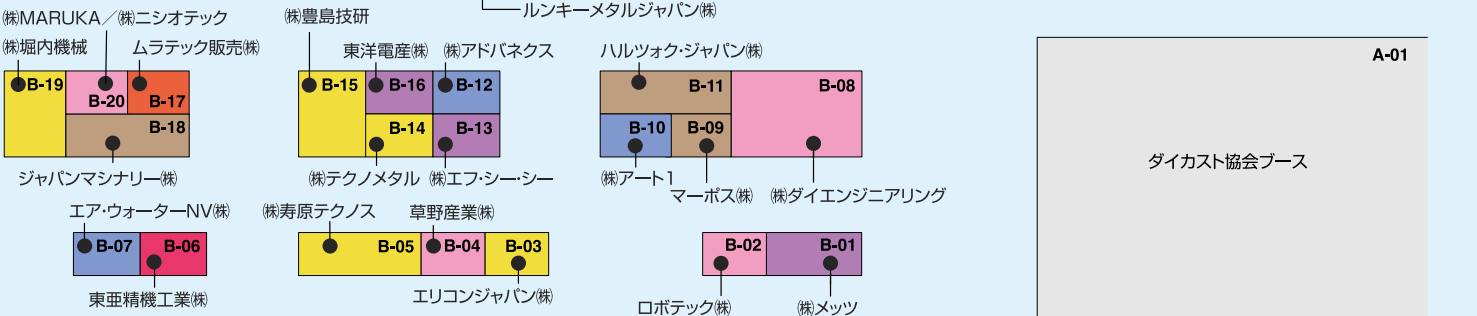 ルンキーメタルジャパン㈱
㈱MARUKA／㈱ニシオテック
㈱豊島技研
㈱堀内機械
ムラテック販売㈱
東洋電産㈱
㈱アドバネクス
ハルツォク・ジャパン㈱
A-01
B-19
B-20
B-17
B-15
B-16
B-12
B-11
B-08
B-18
B-14
B-13
B-10
B-09
ダイカスト協会ブース
ジャパンマシナリー㈱
㈱テクノメタル
㈱エフ・シー・シー
㈱アート1
マーポス㈱
㈱ダイエンジニアリング
エア・ウォーターNV㈱
㈱寿原テクノス
草野産業㈱
B-07
B-06
B-05
B-04
B-03
B-02
B-01
東亜精機工業㈱
エリコンジャパン㈱
ロボテック㈱
㈱メッツ